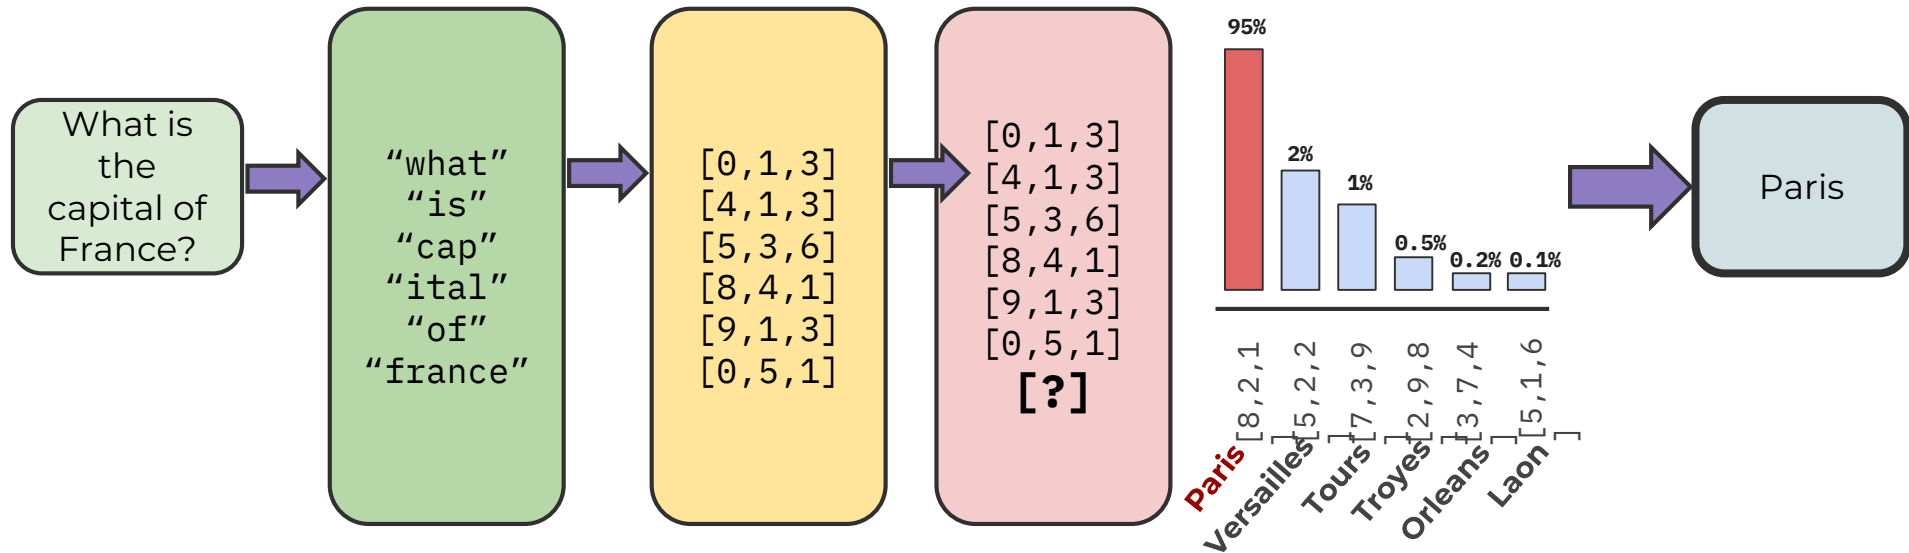 What is
the
capital of
France?
“what”
“is”
“cap”
“ital”
“of”
“france”
[0,1,3]
[4,1,3]
[5,3,6]
[8,4,1]
[9,1,3]
[0,5,1]
[0,1,3]
[4,1,3]
[5,3,6]
[8,4,1]
[9,1,3]
[0,5,1]
[?]
95%
2%
1%
0.5%
0.2%
0.1%
[8,2,1]
[5,2,2]
[7,3,9]
[2,9,8]
[3,7,4]
[5,1,6]
Paris
Versailles
Tours
Troyes
Orleans
Laon
Paris